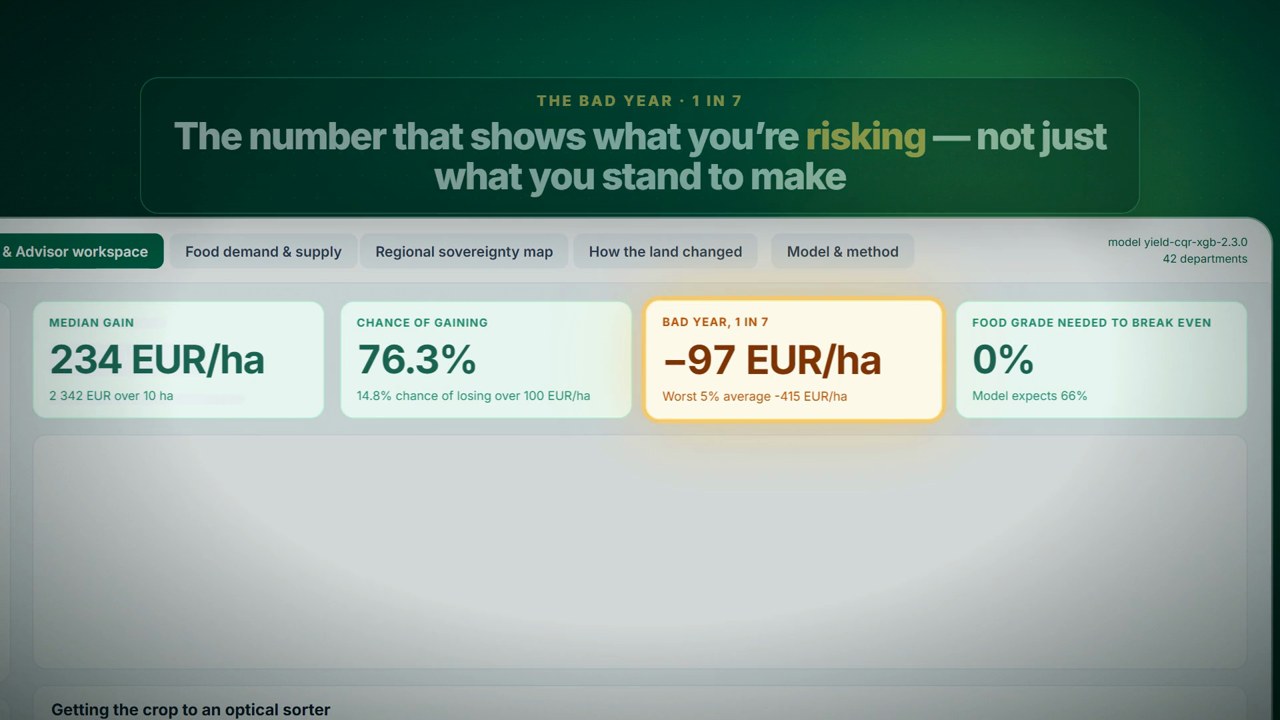 THE BAD YEAR · 1 IN 7
The number that shows what you’re risking — not just
what you stand to make
& Advisor workspace
Food demand & supply
Regional sovereignty map
How the land changed
Model & method
model yield-cqr-xgb-2.3.0
42 departments
MEDIAN GAIN
234 EUR/ha
2 342 EUR over 10 ha
CHANCE OF GAINING
76.3%
14.8% chance of losing over 100 EUR/ha
BAD YEAR, 1 IN 7
−97 EUR/ha
Worst 5% average -415 EUR/ha
FOOD GRADE NEEDED TO BREAK EVEN
0%
Model expects 66%
Getting the crop to an optical sorter